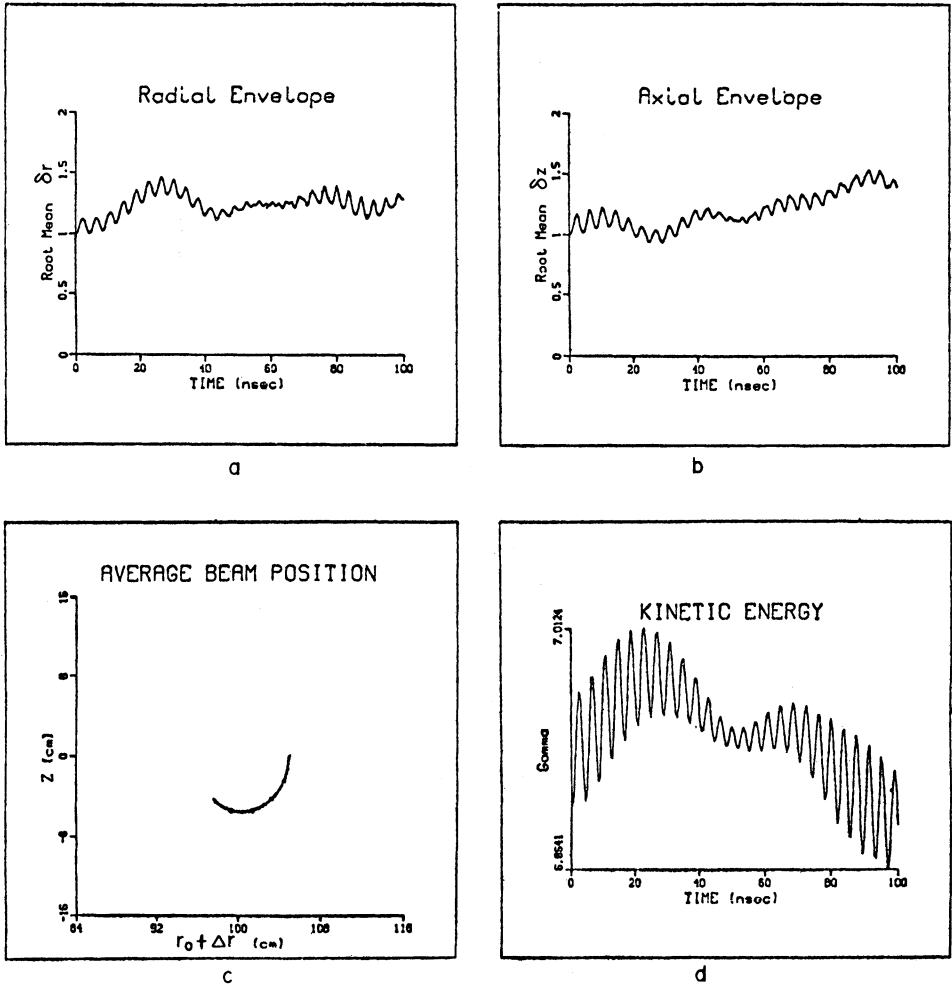 Radial Envelope
Root Mean δr
2
1.5
1
0.5
0
0 20 40 60 80 100
TIME (nsec)
a
Axial Envelope
Root Mean δz
2
1.5
1
0.5
0
0 20 40 60 80 100
TIME (nsec)
b
AVERAGE BEAM POSITION
Z (cm)
16
8
0
-8
-16
84 92 100 108 116
r₀ + Δr (cm)
c
KINETIC ENERGY
Gamma
7.0124
6.8541
0 20 40 60 80 100
TIME (nsec)
d